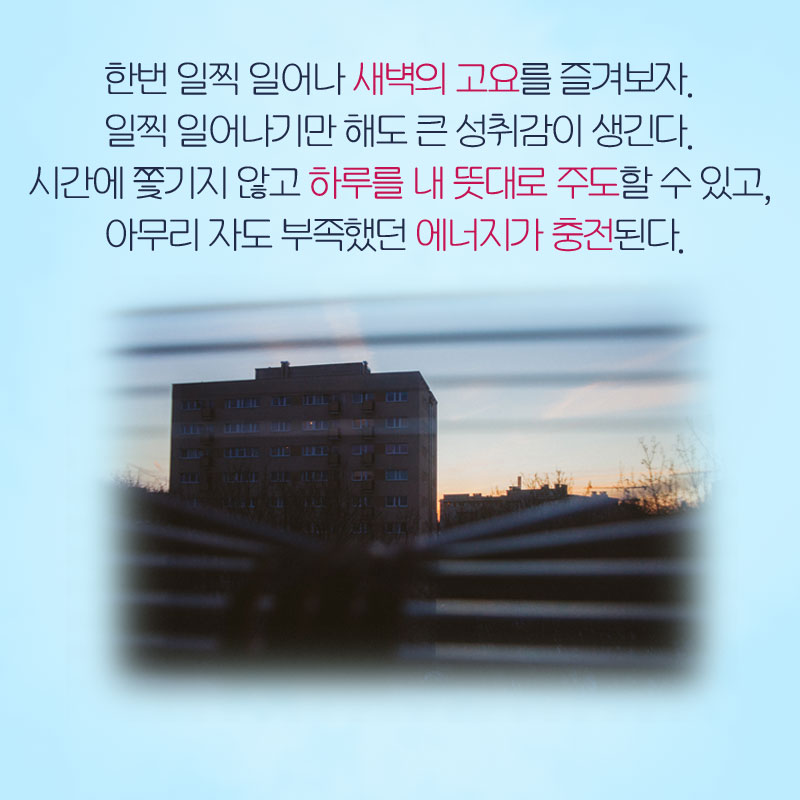 한번 일찍 일어나 새벽의 고요를 즐겨보자.
일찍 일어나기만 해도 큰 성취감이 생긴다.
시간에 쫓기지 않고 하루를 내 뜻대로 주도할 수 있고,
아무리 자도 부족했던 에너지가 충전된다.